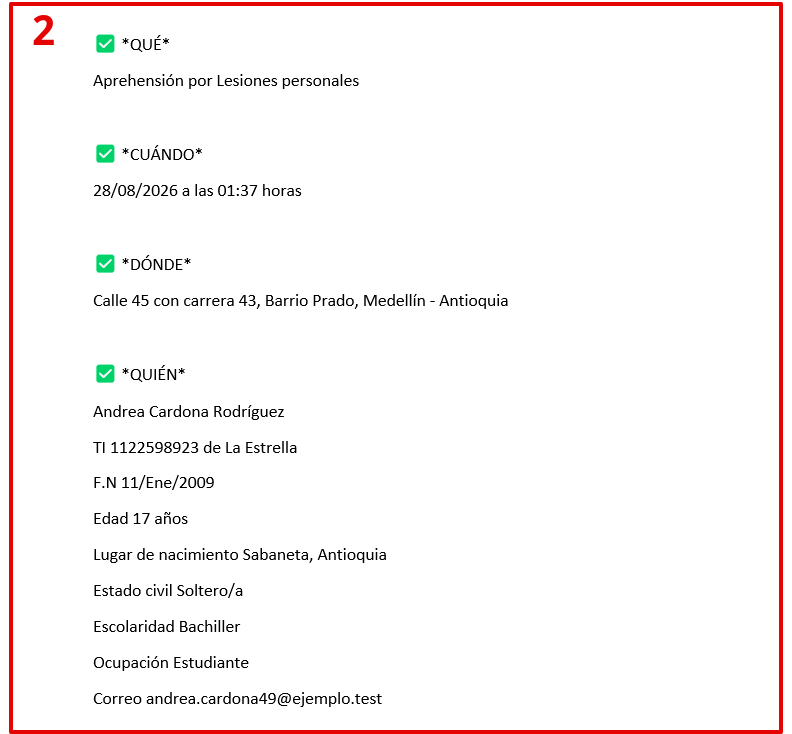 2
✅ *QUÉ*
Aprehensión por Lesiones personales
✅ *CUÁNDO*
28/08/2026 a las 01:37 horas
✅ *DÓNDE*
Calle 45 con carrera 43, Barrio Prado, Medellín - Antioquia
✅ *QUIÉN*
Andrea Cardona Rodríguez
TI 1122598923 de La Estrella
F.N 11/Ene/2009
Edad 17 años
Lugar de nacimiento Sabaneta, Antioquia
Estado civil Soltero/a
Escolaridad Bachiller
Ocupación Estudiante
Correo andrea.cardona49@ejemplo.test